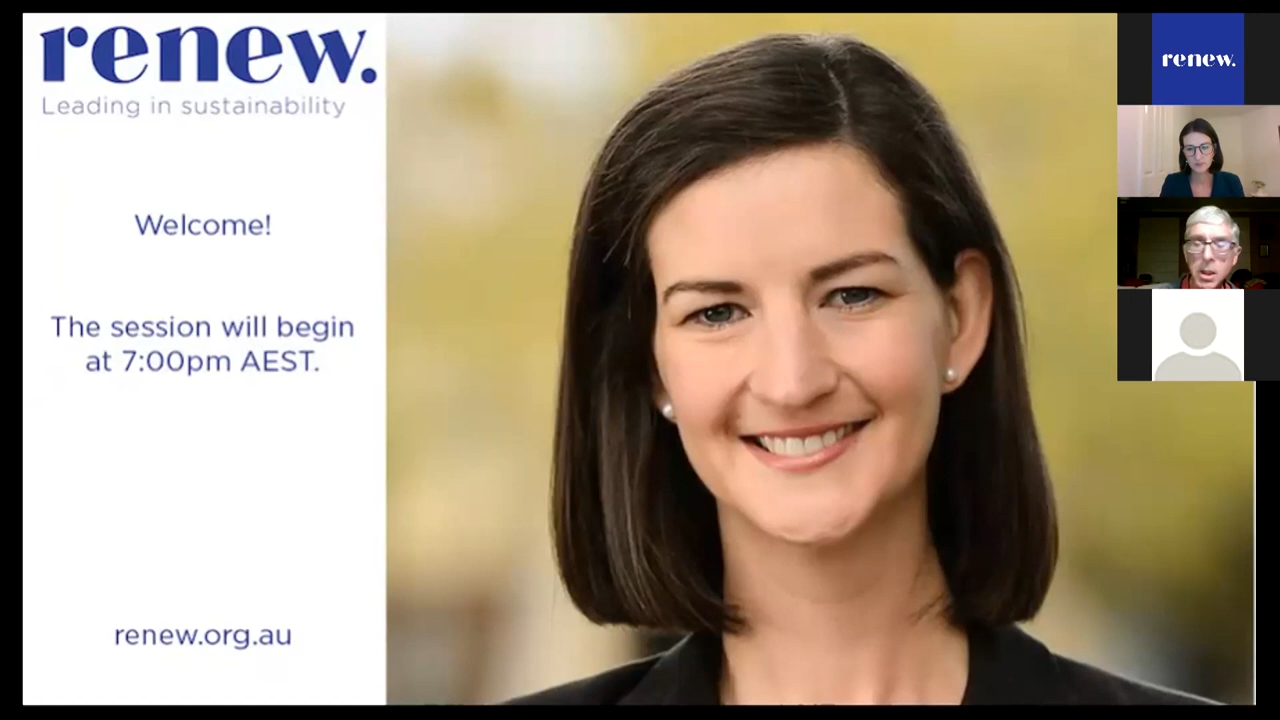 renew.
Leading in sustainability
Welcome!
The session will begin
at 7:00pm AEST.
renew.org.au
renew.